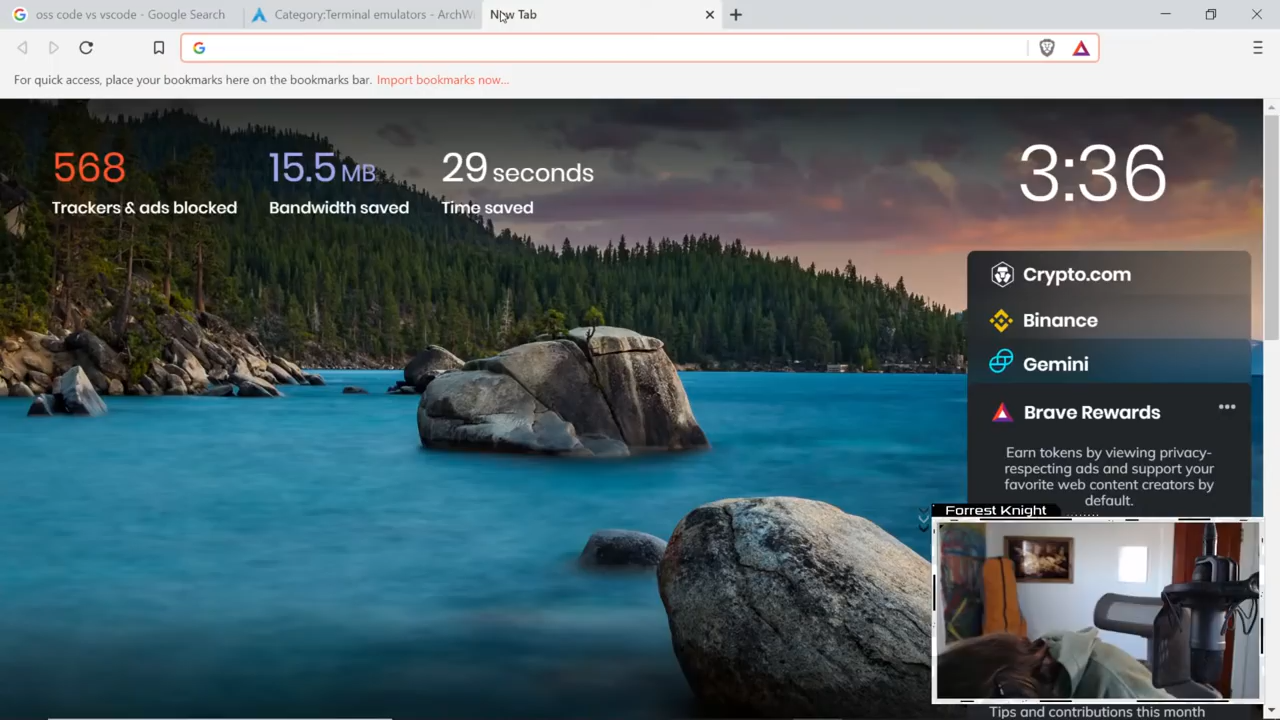 oss code vs vscode - Google Search
Category:Terminal emulators - ArchW
New Tab
For quick access, place your bookmarks here on the bookmarks bar. Import bookmarks now...
568
Trackers & ads blocked
15.5 MB
Bandwidth saved
29 seconds
Time saved
3:36
Crypto.com
Binance
Gemini
Brave Rewards
Earn tokens by viewing privacy-
respecting ads and support your
favorite web content creators by
default.
Forrest Knight
Tips and contributions this month